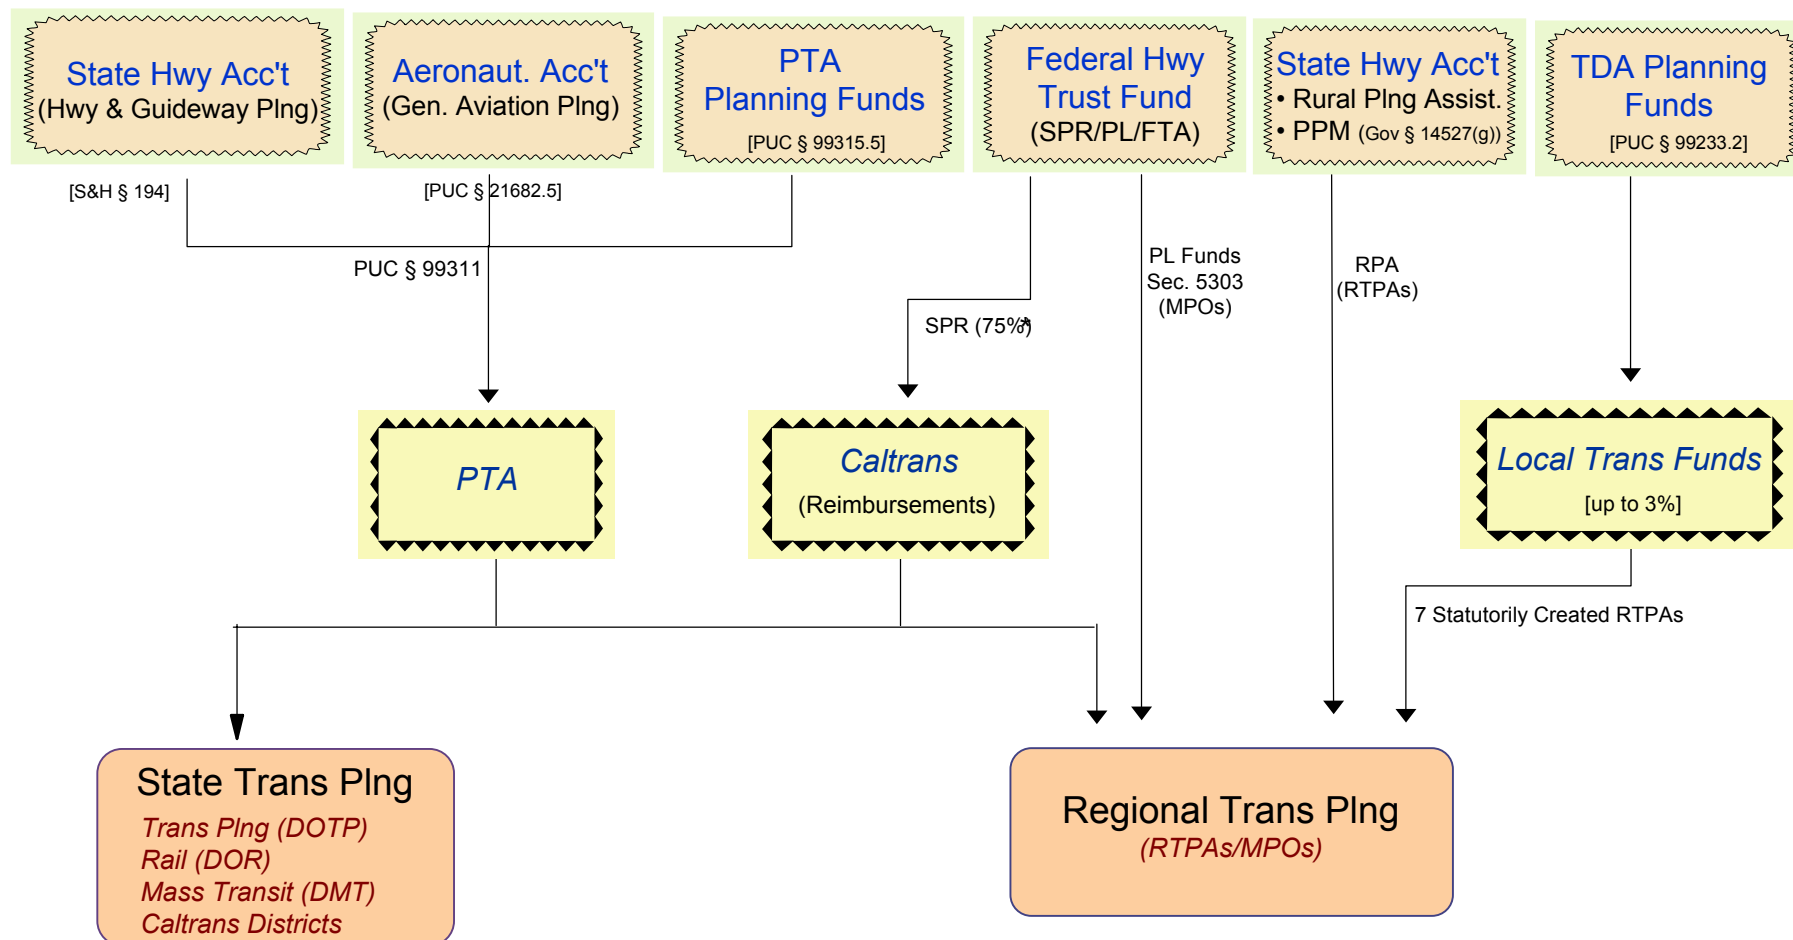 State Hwy Acc't
(Hwy & Guideway Plng)
Aeronaut. Acc't
(Gen. Aviation Plng)
PTA
Planning Funds
[PUC § 99315.5]
Federal Hwy
Trust Fund
(SPR/PL/FTA)
State Hwy Acc't
• Rural Plng Assist.
• PPM (Gov § 14527(g))
TDA Planning
Funds
[PUC § 99233.2]
[S&H § 194]
[PUC § 21682.5]
PUC § 99311
SPR (75%)*
PL Funds
Sec. 5303
(MPOs)
RPA
(RTPAs)
PTA
Caltrans
(Reimbursements)
Local Trans Funds
[up to 3%]
7 Statutorily Created RTPAs
State Trans Plng
Trans Plng (DOTP)
Rail (DOR)
Mass Transit (DMT)
Caltrans Districts
Regional Trans Plng
(RTPAs/MPOs)